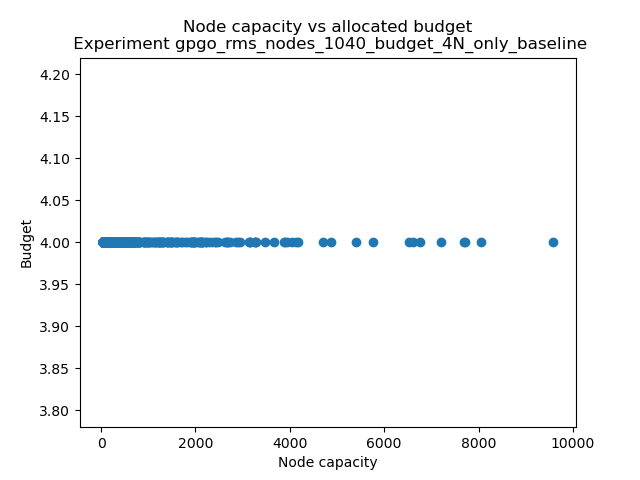 Node capacity vs allocated budget
Experiment gpgo_rms_nodes_1040_budget_4N_only_baseline
4.20
4.15
4.10
4.05
4.00
3.95
3.90
3.85
3.80
Budget
0 2000 4000 6000 8000 10000
Node capacity